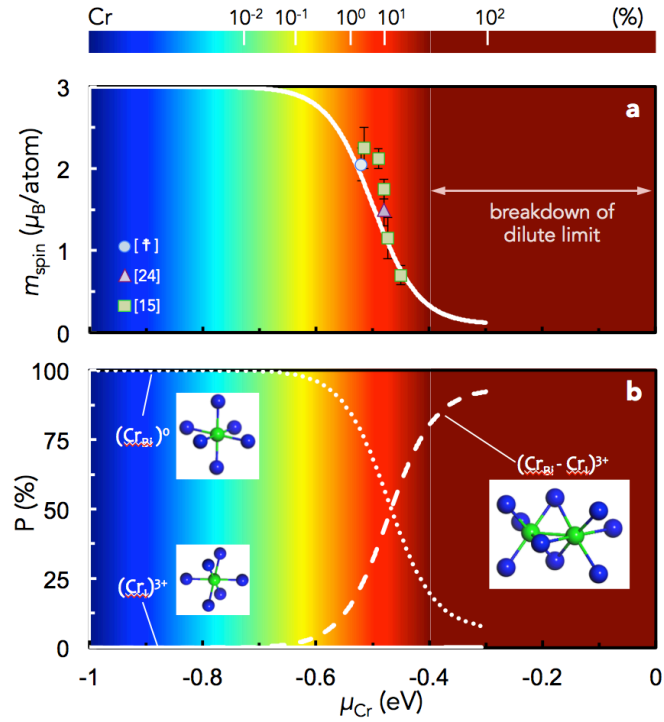 Cr 10⁻² 10⁻¹ 10⁰ 10¹ 10² (%)
3
a
2
m_spin (μ_B/atom)
breakdown of
dilute limit
1
[☨]
[24]
[15]
0
100
b
(Cr_Bi)⁰
(Cr_Bi - Cr_I)³⁺
75
P (%)
50
25
(Cr_I)³⁺
0
-1 -0.8 -0.6 -0.4 -0.2 0
μ_Cr (eV)